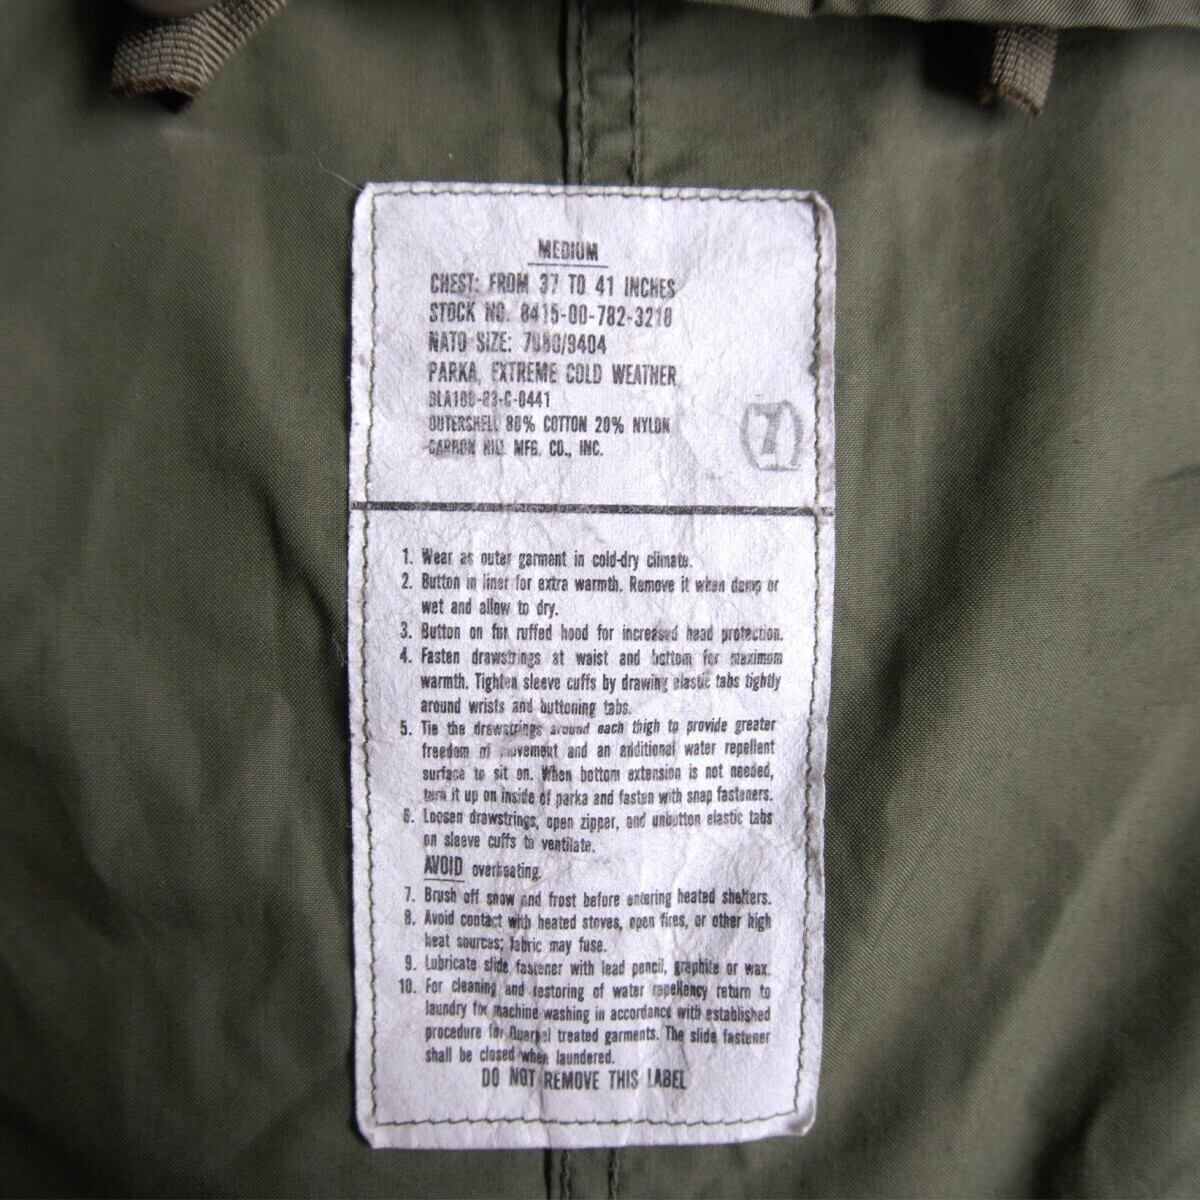 MEDIUM
CHEST: FROM 37 TO 41 INCHES
STOCK NO. 8415-00-782-3218
NATO SIZE: /9404
PARKA, EXTREME COLD WEATHER
DLA100-83-C-0441
OUTERSHELL 80% COTTON 20% NYLON
CARBON HILL MFG. CO., INC.
(7)
1. Wear as outer garment in cold-dry climate.
2. Button in liner for extra warmth. Remove it when damp or
wet and allow to dry.
3. Button on fur ruffed hood for increased head protection.
4. Fasten drawstrings at waist and bottom for maximum
warmth. Tighten sleeve cuffs by drawing elastic tabs tightly
around wrists and buttoning tabs.
5. Tie the drawstrings around each thigh to provide greater
freedom of movement and an additional water repellent
surface to sit on. When bottom extension is not needed,
turn it up on inside of parka and fasten with snap fasteners.
6. Loosen drawstrings, open zipper, and unbutton elastic tabs
on sleeve cuffs to ventilate.
AVOID overheating.
7. Brush off snow and frost before entering heated shelters.
8. Avoid contact with heated stoves, open fires, or other high
heat sources; fabric may fuse.
9. Lubricate slide fastener with lead pencil, graphite or wax.
10. For cleaning and restoring of water repellency return to
laundry for machine washing in accordance with established
procedure for Quarpel treated garments. The slide fastener
shall be closed when laundered.
DO NOT REMOVE THIS LABEL